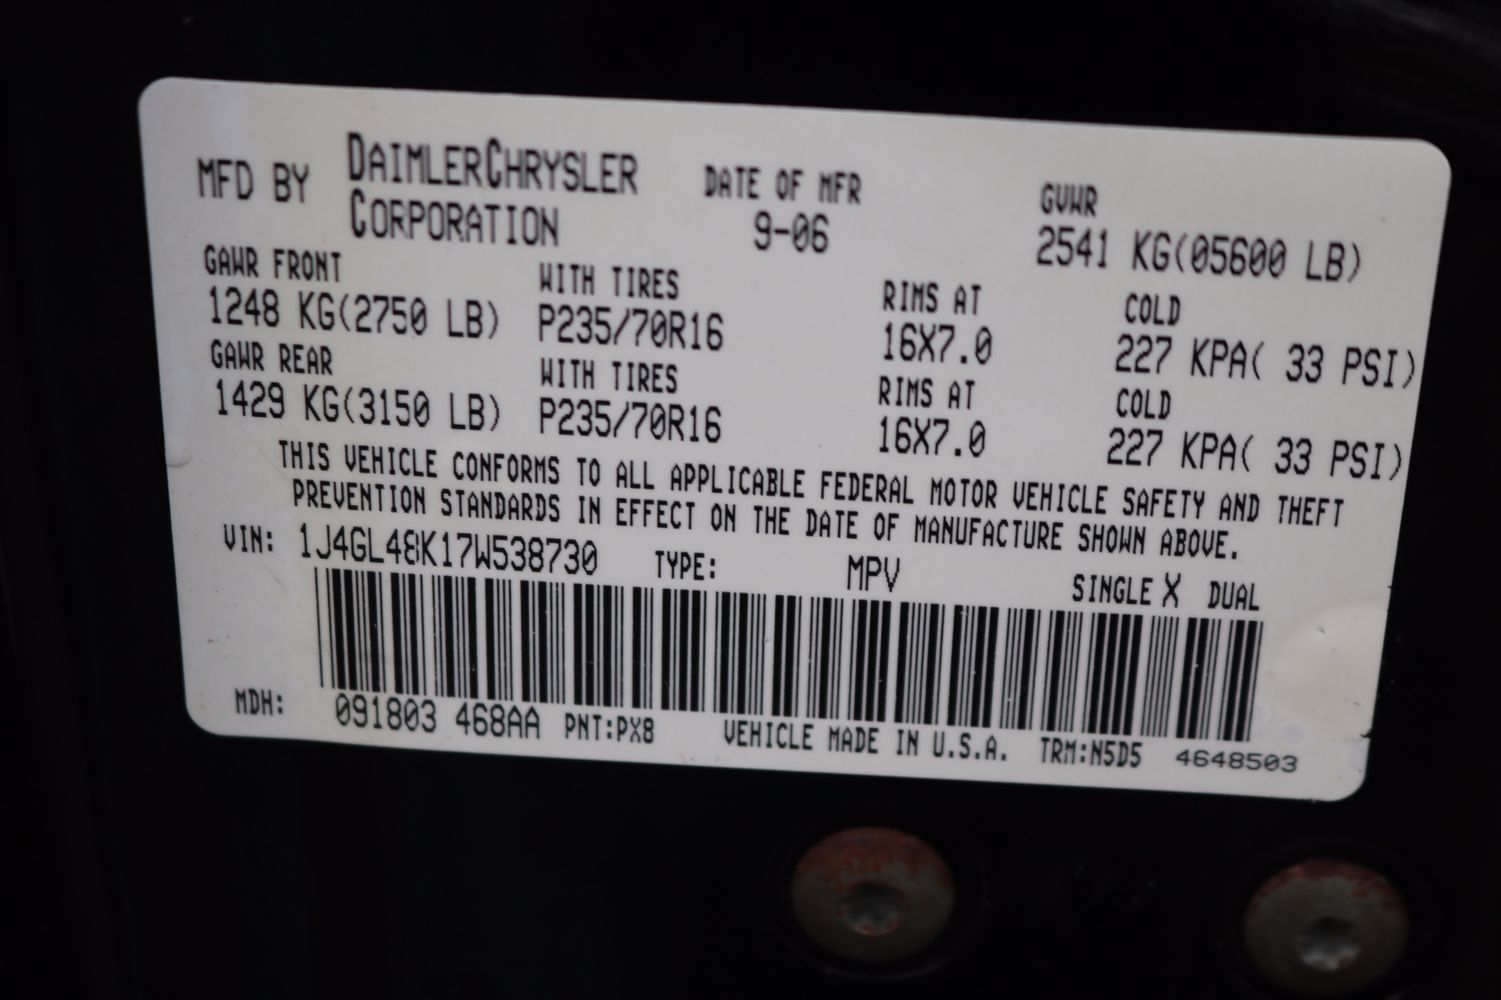 MFD BY DAIMLERCHRYSLER CORPORATION DATE OF MFR 9-06 GVWR 2541 KG(05600 LB)
GAWR FRONT WITH TIRES RIMS AT COLD
1248 KG(2750 LB) P235/70R16 16X7.0 227 KPA( 33 PSI)
GAWR REAR WITH TIRES RIMS AT COLD
1429 KG(3150 LB) P235/70R16 16X7.0 227 KPA( 33 PSI)
THIS VEHICLE CONFORMS TO ALL APPLICABLE FEDERAL MOTOR VEHICLE SAFETY AND THEFT
PREVENTION STANDARDS IN EFFECT ON THE DATE OF MANUFACTURE SHOWN ABOVE.
VIN: 1J4GL48K17W538730 TYPE: MPV SINGLE X DUAL
MDH: 091803 468AA PNT:PX8 VEHICLE MADE IN U.S.A. TRM:N5D5 4648503